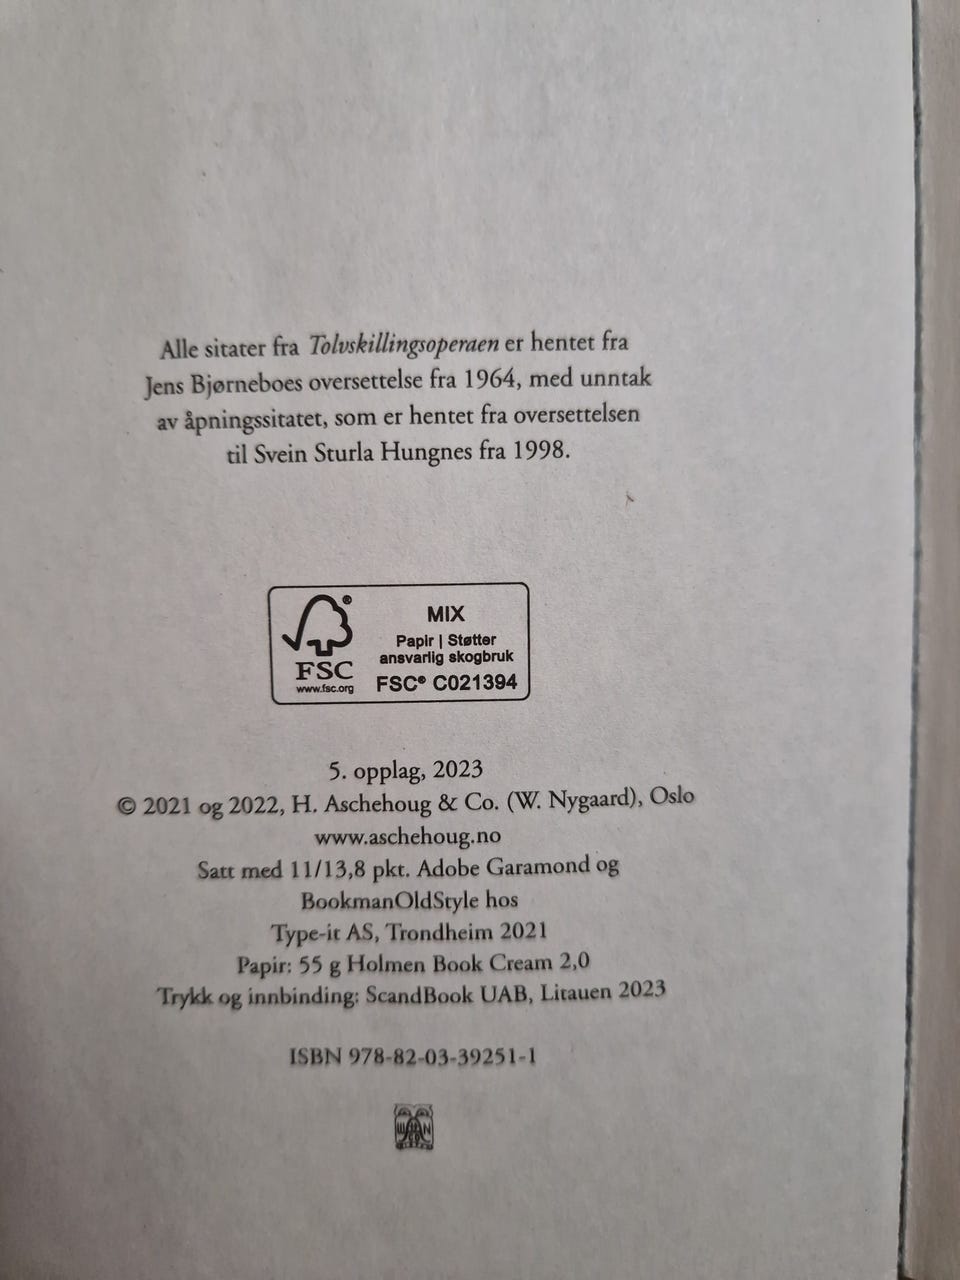 Alle sitater fra Tolvskillingsoperaen er hentet fra
Jens Bjørneboes oversettelse fra 1964, med unntak
av åpningssitatet, som er hentet fra oversettelsen
til Svein Sturla Hungnes fra 1998.
®
FSC
www.fsc.org
MIX
Papir | Støtter
ansvarlig skogbruk
FSC® C021394
5. opplag, 2023
© 2021 og 2022, H. Aschehoug & Co. (W. Nygaard), Oslo
www.aschehoug.no
Satt med 11/13,8 pkt. Adobe Garamond og
BookmanOldStyle hos
Type-it AS, Trondheim 2021
Papir: 55 g Holmen Book Cream 2,0
Trykk og innbinding: ScandBook UAB, Litauen 2023
ISBN 978-82-03-39251-1